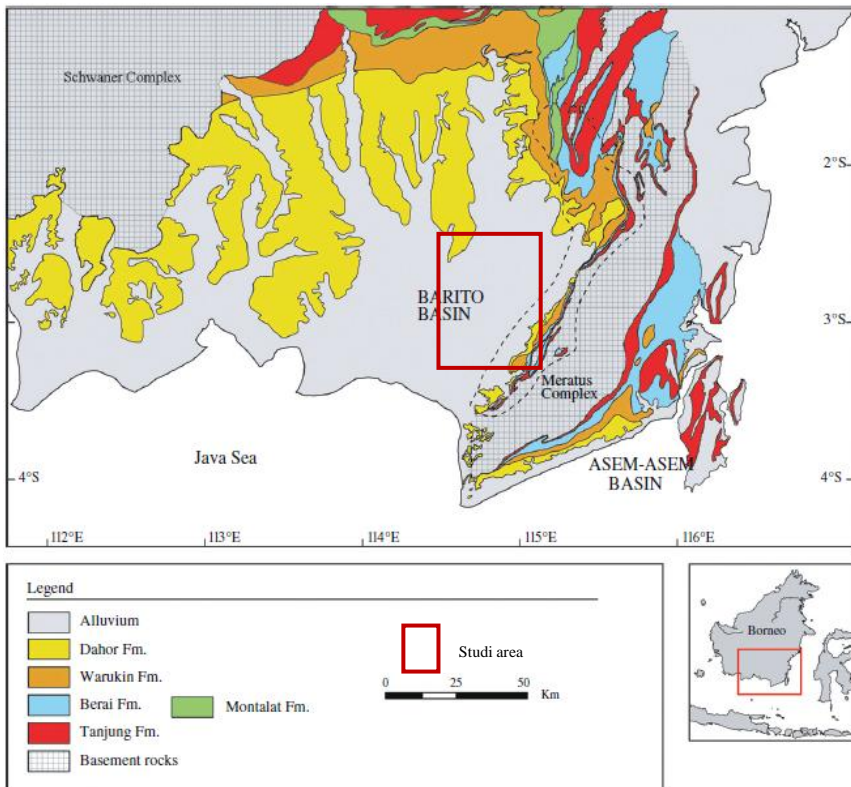 Schwaner Complex
2°S
BARITO
BASIN
3°S
Meratus
Complex
Java Sea
ASEM-ASEM
BASIN
4°S
4°S
112°E
113°E
114°E
115°E
116°E
Legend
Alluvium
Dahor Fm.
Warukin Fm.
Berai Fm.
Montalat Fm.
Tanjung Fm.
Basement rocks
Studi area
0
25
50
Km
Borneo